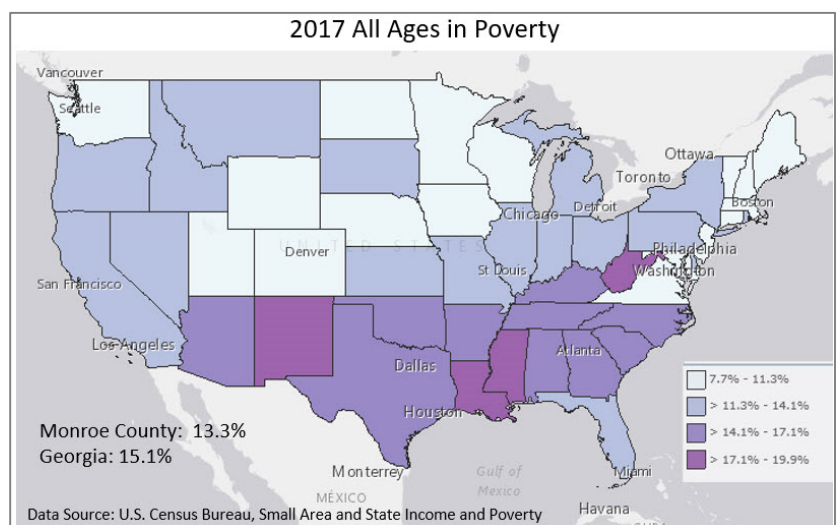 2017 All Ages in Poverty
Vancouver
Seattle
Ottawa
Toronto
Boston
Chicago
Detroit
UNITED STATES
Denver
Philadelphia
St Louis
Washington
San Francisco
Los Angeles
Atlanta
Dallas
7.7% - 11.3%
> 11.3% - 14.1%
Houston
> 14.1% - 17.1%
Monroe County: 13.3%
> 17.1% - 19.9%
Georgia: 15.1%
Monterrey
Gulf of
Mexico
Miami
MÉXICO
Havana
Data Source: U.S. Census Bureau, Small Area and State Income and Poverty